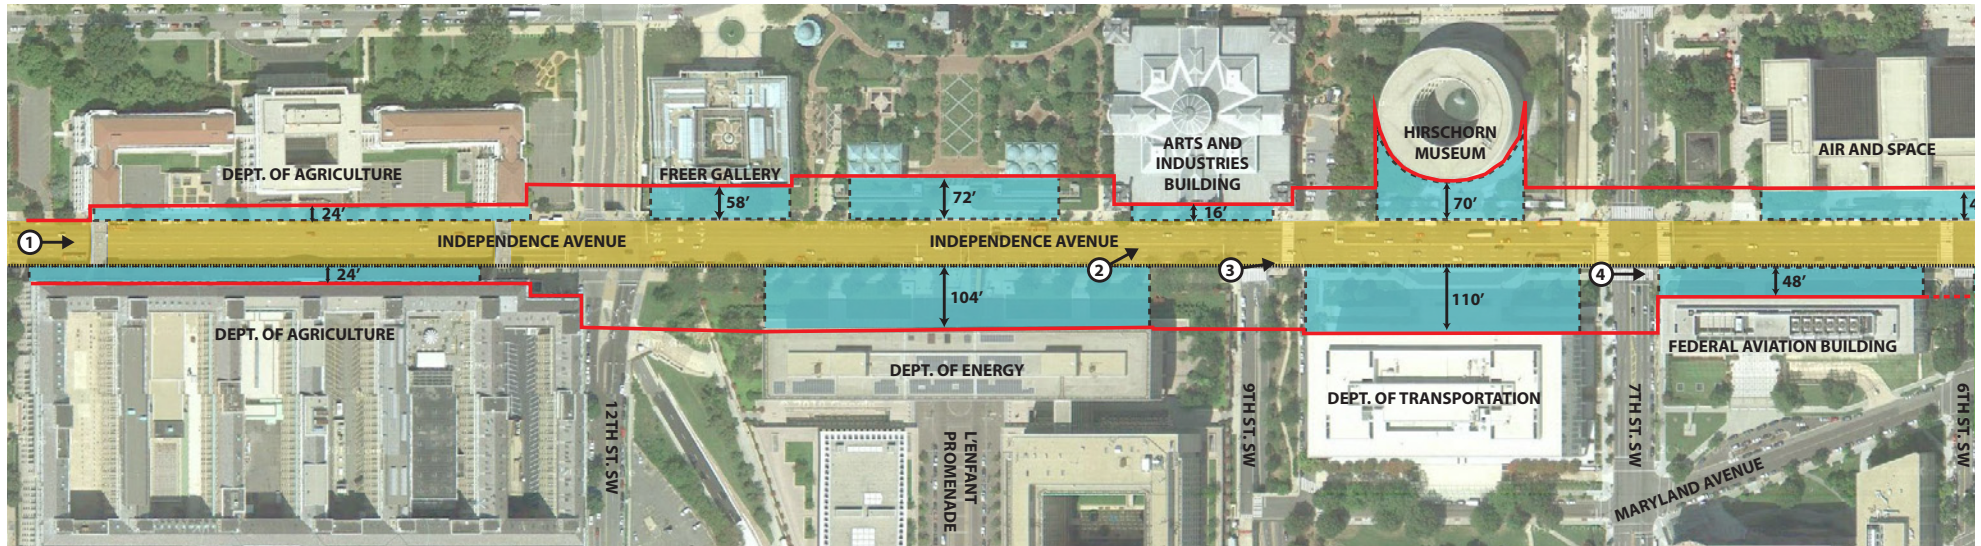 ARTS AND
INDUSTRIES
BUILDING
HIRSCHORN
MUSEUM
AIR AND SPACE
DEPT. OF AGRICULTURE
FREER GALLERY
24'
58'
72'
16'
70'
1
INDEPENDENCE AVENUE
INDEPENDENCE AVENUE
2
3
4
24'
104'
110'
48'
DEPT. OF AGRICULTURE
DEPT. OF ENERGY
DEPT. OF TRANSPORTATION
FEDERAL AVIATION BUILDING
12TH ST. SW
L'ENFANT
PROMENADE
9TH ST. SW
7TH ST. SW
MARYLAND AVENUE
6TH ST. SW